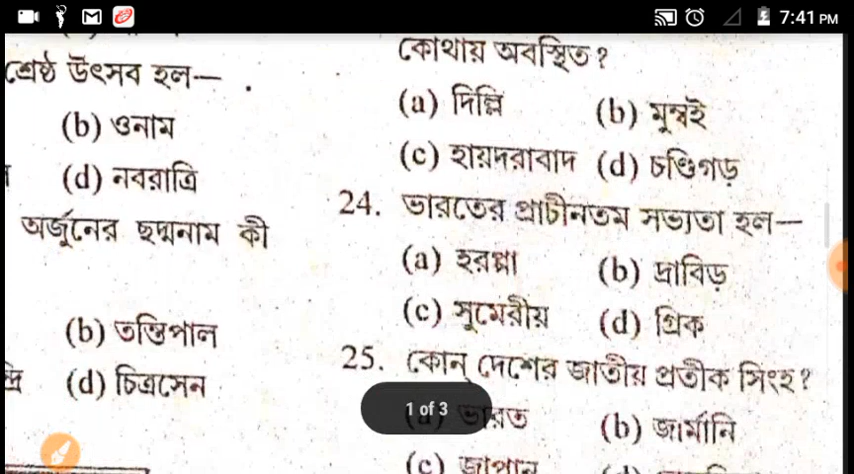 7:41 PM
শ্রেষ্ঠ উৎসব হল—
(b) ওনাম
(d) নবরাত্রি
অর্জুনের ছদ্মনাম কী
(b) তন্তিপাল
(d) চিত্রসেন
কোথায় অবস্থিত?
(a) দিল্লি (b) মুম্বই
(c) হায়দরাবাদ (d) চণ্ডিগড়
24. ভারতের প্রাচীনতম সভ্যতা হল—
(a) হরপ্পা (b) দ্রাবিড়
(c) সুমেরীয় (d) গ্রিক
25. কোন্ দেশের জাতীয় প্রতীক সিংহ?
(a) ভারত (b) জার্মানি
(c) জাপান
1 of 3